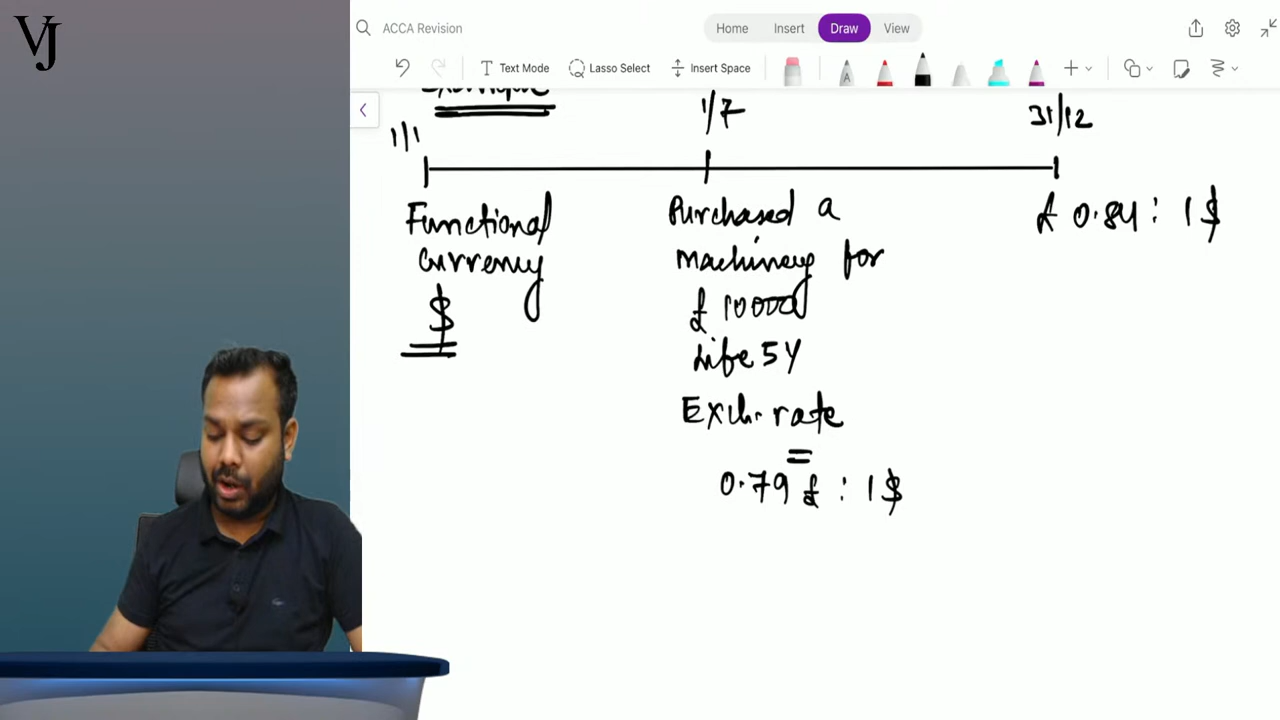 VJ
ACCA Revision
Home Insert Draw View
Text Mode Lasso Select Insert Space
1/1
1/7
31/12
Functional
currency
$
Purchased a
machinery for
£ 10000
Life 5Y
Exch. rate
=
0.79 £ : 1 $
£ 0.84 : 1 $